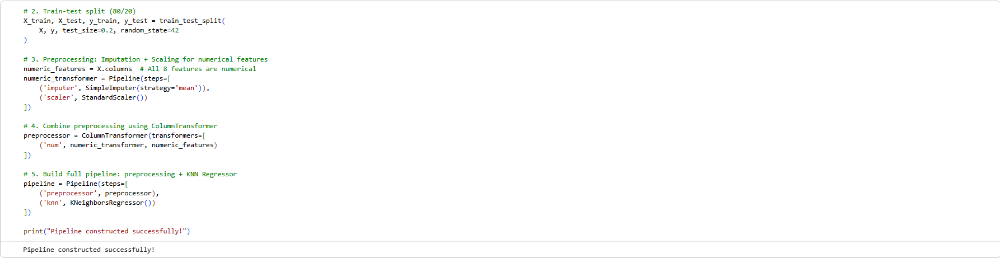 # 2. Train-test split (80/20)
X_train, X_test, y_train, y_test = train_test_split(
    X, y, test_size=0.2, random_state=42
)
# 3. Preprocessing: Imputation + Scaling for numerical features
numeric_features = X.columns  # All 8 features are numerical
numeric_transformer = Pipeline(steps=[
    ('imputer', SimpleImputer(strategy='mean')),
    ('scaler', StandardScaler())
])
# 4. Combine preprocessing using ColumnTransformer
preprocessor = ColumnTransformer(transformers=[
    ('num', numeric_transformer, numeric_features)
])
# 5. Build full pipeline: preprocessing + KNN Regressor
pipeline = Pipeline(steps=[
    ('preprocessor', preprocessor),
    ('knn', KNeighborsRegressor())
])
print("Pipeline constructed successfully!")
Pipeline constructed successfully!